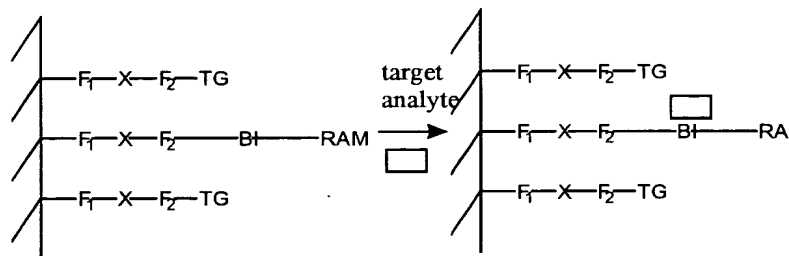 F1—X—F2—TG
F1—X—F2—BI—RAM
F1—X—F2—TG
target
analyte
F1—X—F2—TG
F1—X—F2—BI—RA
F1—X—F2—TG